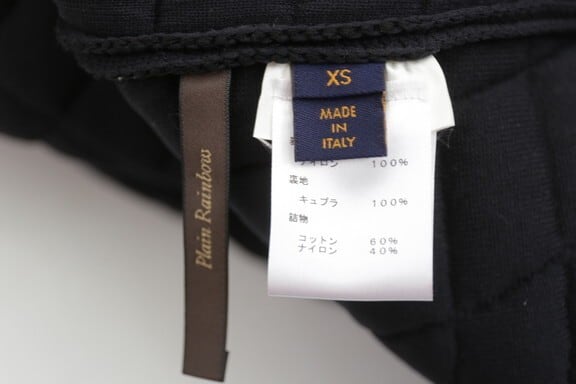 Plain Rainbow
XS
MADE
IN
ITALY
ナイロン 100%
裏地
キュプラ 100%
詰物
コットン 60%
ナイロン 40%